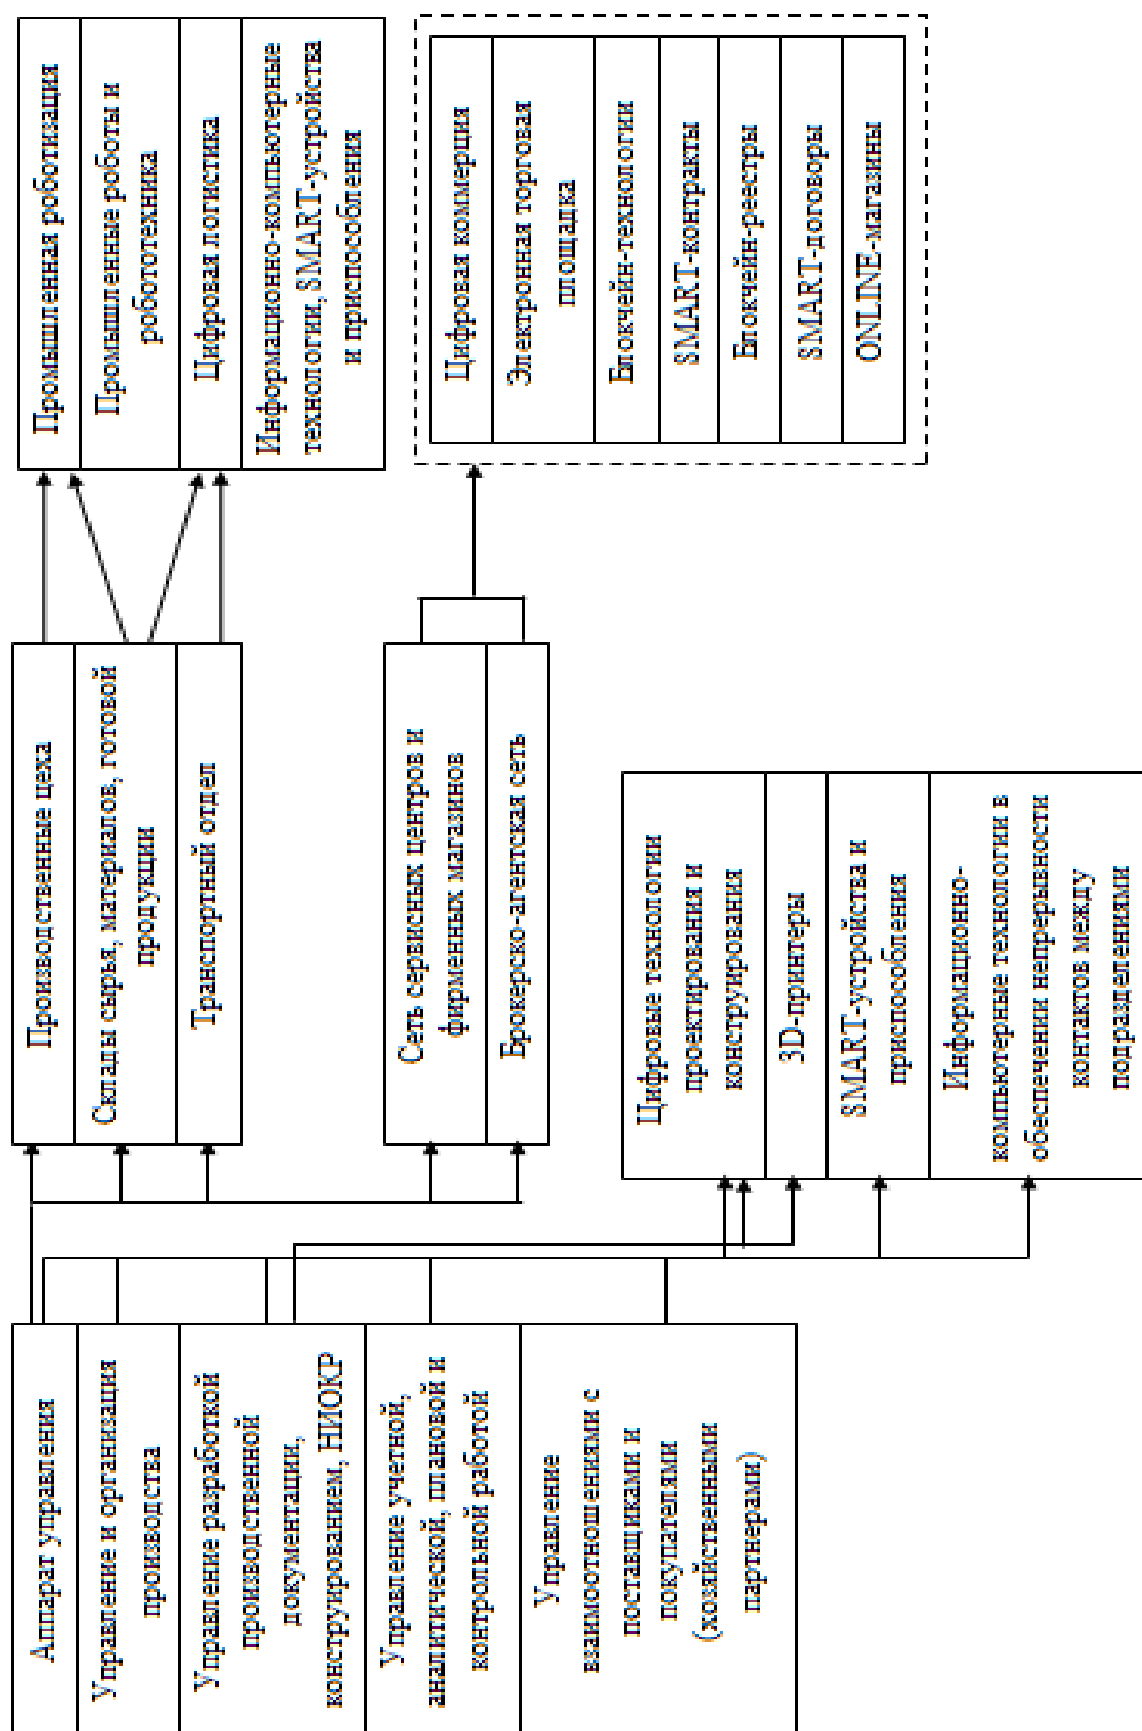 Аппарат управления
Управление и организация
производства
Управление разработкой
производственной
документации,
конструированием, НИОКР
Управление учетной,
аналитической, плановой и
контрольной работой
Управление
взаимоотношениями с
поставщиками и
покупателями
(хозяйственными
партнерами)
Производственные цеха
Склады сырья, материалов, готовой
продукции
Транспортный отдел
Сеть сервисных центров и
фирменных магазинов
Брокерско-агентская сеть
Цифровые технологии
проектирования и
конструирования
3D-принтеры
SMART-устройства и
приспособления
Информационно-
компьютерные технологии в
обеспечении непрерывности
контактов между
подразделениями
Промышленная роботизация
Промышленные роботы и
робототехника
Цифровая логистика
Информационно-компьютерные
технологии, SMART-устройства
и приспособления
Цифровая коммерция
Электронная торговая
площадка
Блокчейн-технологии
SMART-контракты
Блокчейн-реестры
SMART-договоры
ONLINE-магазины